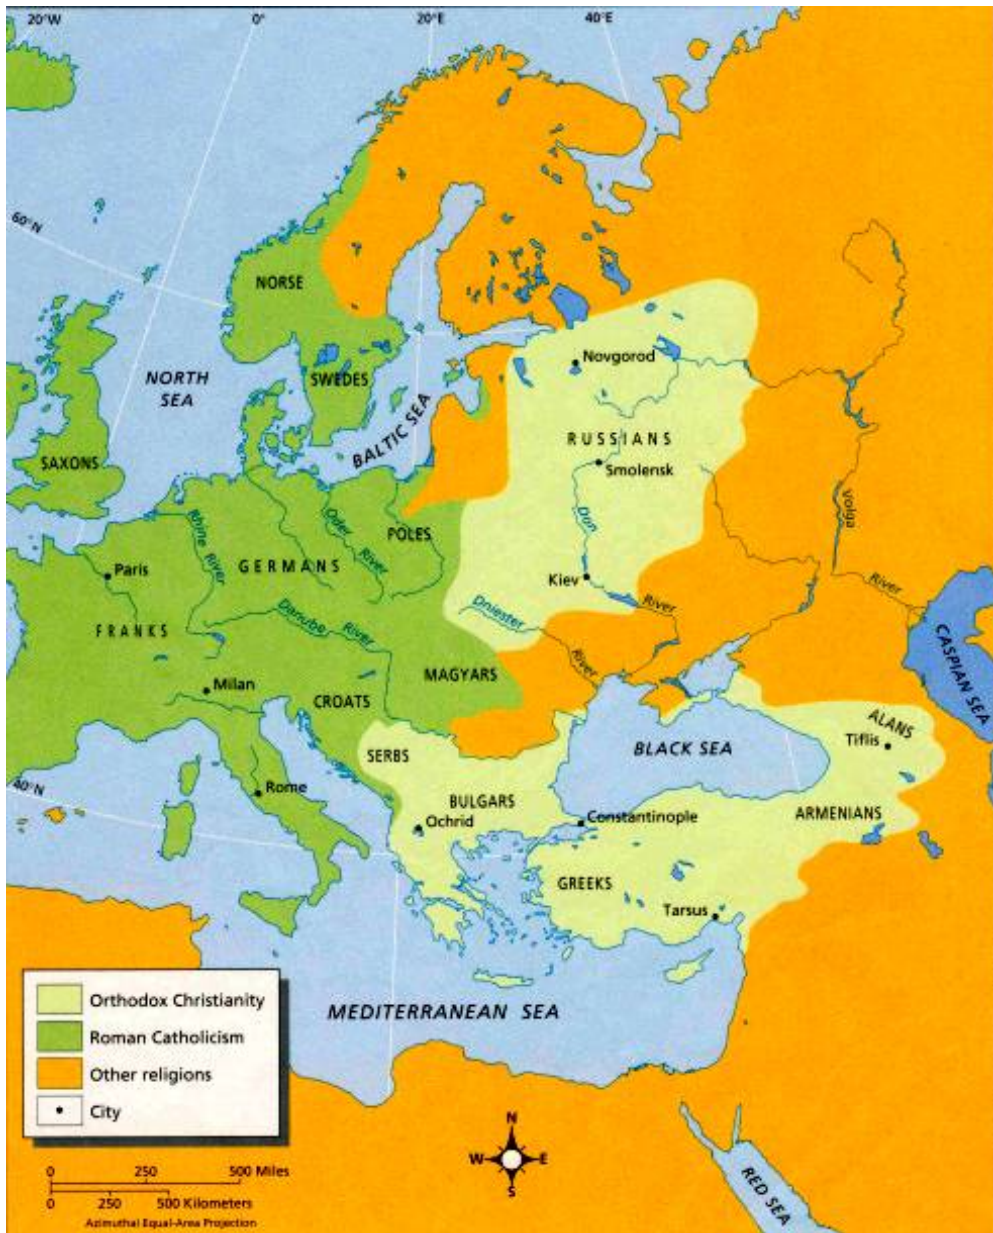 20°W
0°
20°E
40°E
60°N
NORSE
NORTH
SEA
SWEDES
BALTIC SEA
Novgorod
RUSSIANS
Smolensk
SAXONS
Rhine River
Oder River
POLES
Don
Volga
Paris
GERMANS
Kiev
River
River
Dniester
River
FRANKS
Danube River
CASPIAN SEA
MAGYARS
Milan
CROATS
ALANS
Tiflis
SERBS
BLACK SEA
40°N
Rome
BULGARS
Ochrid
Constantinople
ARMENIANS
GREEKS
Tarsus
MEDITERRANEAN SEA
Orthodox Christianity
Roman Catholicism
Other religions
City
N
W E
S
0 250 500 Miles
0 250 500 Kilometers
Azimuthal Equal-Area Projection
RED SEA